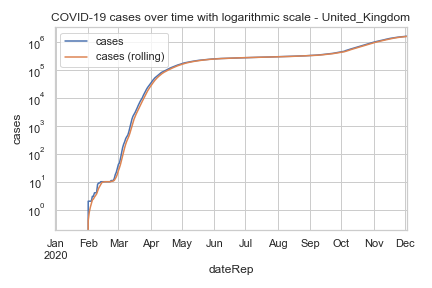 COVID-19 cases over time with logarithmic scale - United_Kingdom
cases
cases (rolling)
10^6
10^5
10^4
10^3
10^2
10^1
10^0
cases
Jan Feb Mar Apr May Jun Jul Aug Sep Oct Nov Dec
2020
dateRep